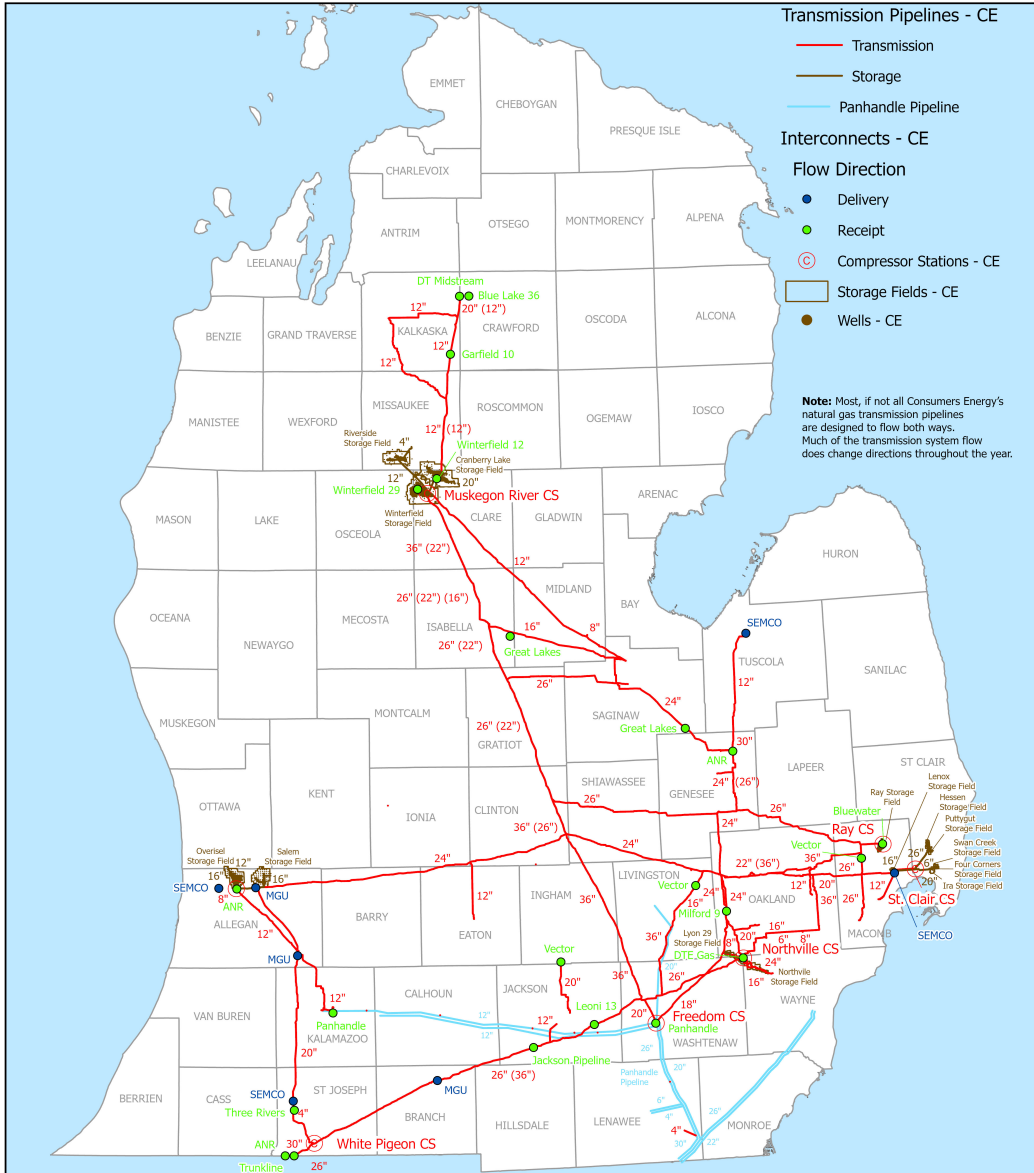 Transmission Pipelines - CE
Transmission
Storage
Panhandle Pipeline
Interconnects - CE
Flow Direction
Delivery
Receipt
C Compressor Stations - CE
Storage Fields - CE
Wells - CE
Note: Most, if not all Consumers Energy's
natural gas transmission pipelines
are designed to flow both ways.
Much of the transmission system flow
does change directions throughout the year.
EMMET
CHEBOYGAN
PRESQUE ISLE
CHARLEVOIX
ANTRIM
OTSEGO
MONTMORENCY
ALPENA
LEELANAU
DT Midstream
Blue Lake 36
12"
20" (12")
BENZIE
GRAND TRAVERSE
KALKASKA
CRAWFORD
OSCODA
ALCONA
12"
Garfield 10
12"
MANISTEE
WEXFORD
MISSAUKEE
ROSCOMMON
OGEMAW
IOSCO
12" (12")
Riverside
Storage Field
4"
Winterfield 12
Cranberry Lake
Storage Field
12"
20"
Winterfield 29
Muskegon River CS
Winterfield
Storage Field
MASON
LAKE
OSCEOLA
CLARE
GLADWIN
ARENAC
36" (22")
12"
HURON
26" (22") (16")
MIDLAND
BAY
OCEANA
NEWAYGO
MECOSTA
ISABELLA
16"
8"
26" (22")
Great Lakes
SEMCO
TUSCOLA
SANILAC
12"
26"
24"
MUSKEGON
MONTCALM
26" (22")
GRATIOT
SAGINAW
Great Lakes
30"
ANR
24" (26")
LAPEER
ST CLAIR
SHIAWASSEE
GENESEE
OTTAWA
KENT
IONIA
CLINTON
26"
26"
24"
36" (26")
24"
24"
Lenox
Storage Field
Hessen
Storage Field
Ray Storage
Field
Puttygut
Storage Field
Bluewater
Ray CS
Swan Creek
Storage Field
Vector
Four Corners
Storage Field
Ira Storage Field
36"
26"
16"
26"
6"
20"
Overisel
Storage Field
12"
Salem
Storage Field
16"
16"
SEMCO
8"
ANR
MGU
ALLEGAN
12"
BARRY
EATON
12"
INGHAM
LIVINGSTON
22" (36")
Vector
24"
16"
Milford 9
24"
OAKLAND
12"
20"
36"
26"
12"
St. Clair CS
MACOMB
SEMCO
36"
36"
Lyon 29
Storage Field
8"
20"
16"
6"
8"
DTE Gas
Northville CS
24"
16"
Northville
Storage Field
MGU
Vector
20"
36"
20"
26"
VAN BUREN
12"
Panhandle
KALAMAZOO
CALHOUN
JACKSON
12"
12"
12"
Leoni 13
20"
18"
Freedom CS
Panhandle
WASHTENAW
WAYNE
20"
Jackson Pipeline
26" (36")
26"
20"
Panhandle
Pipeline
BERRIEN
CASS
ST JOSEPH
SEMCO
Three Rivers
4"
MGU
BRANCH
HILLSDALE
LENAWEE
6"
4"
26"
MONROE
4"
30"
22"
ANR
30"
C
White Pigeon CS
Trunkline
26"